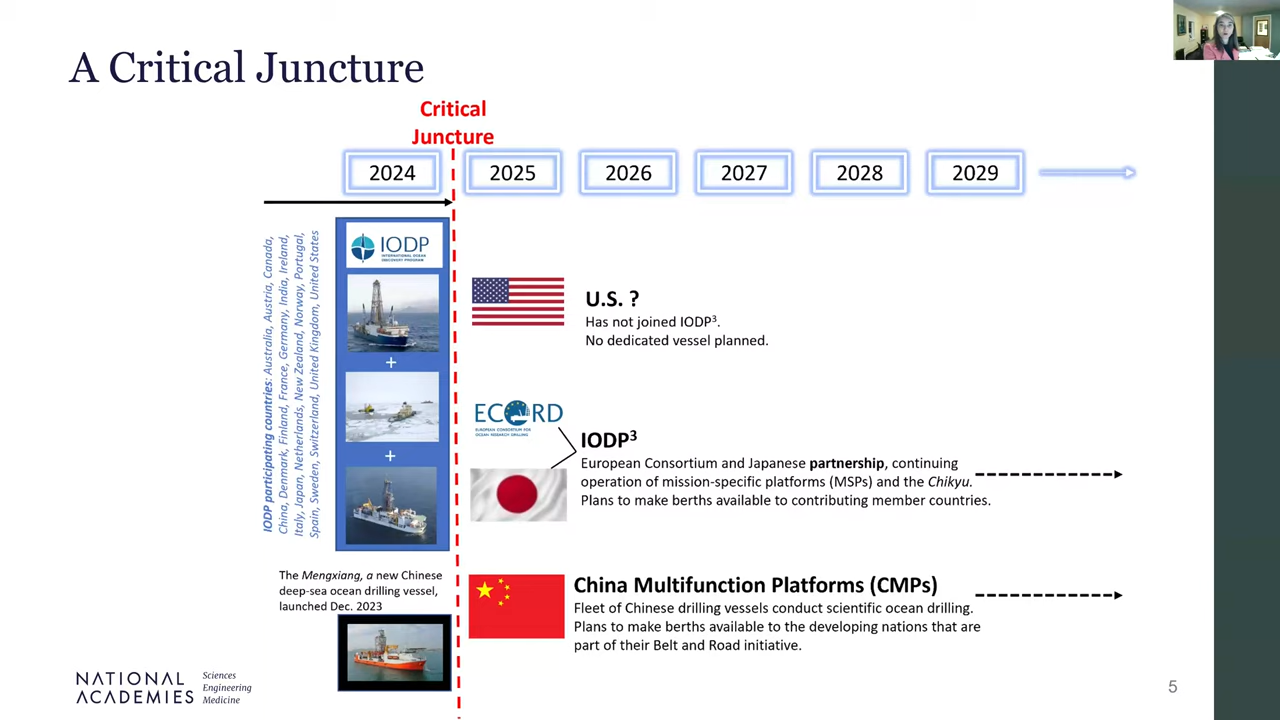 A Critical Juncture
Critical
Juncture
2024
2025
2026
2027
2028
2029
IODP participating countries: Australia, Austria, Canada,
China, Denmark, Finland, France, Germany, India, Ireland,
Italy, Japan, Netherlands, New Zealand, Norway, Portugal,
Spain, Sweden, Switzerland, United Kingdom, United States
IODP
INTERNATIONAL OCEAN
DISCOVERY PROGRAM
+
+
U.S. ?
Has not joined IODP³.
No dedicated vessel planned.
ECORD
EUROPEAN CONSORTIUM FOR
OCEAN RESEARCH DRILLING
IODP³
European Consortium and Japanese partnership, continuing
operation of mission-specific platforms (MSPs) and the Chikyu.
Plans to make berths available to contributing member countries.
The Mengxiang, a new Chinese
deep-sea ocean drilling vessel,
launched Dec. 2023
China Multifunction Platforms (CMPs)
Fleet of Chinese drilling vessels conduct scientific ocean drilling.
Plans to make berths available to the developing nations that are
part of their Belt and Road initiative.
NATIONAL
ACADEMIES
Sciences
Engineering
Medicine
5